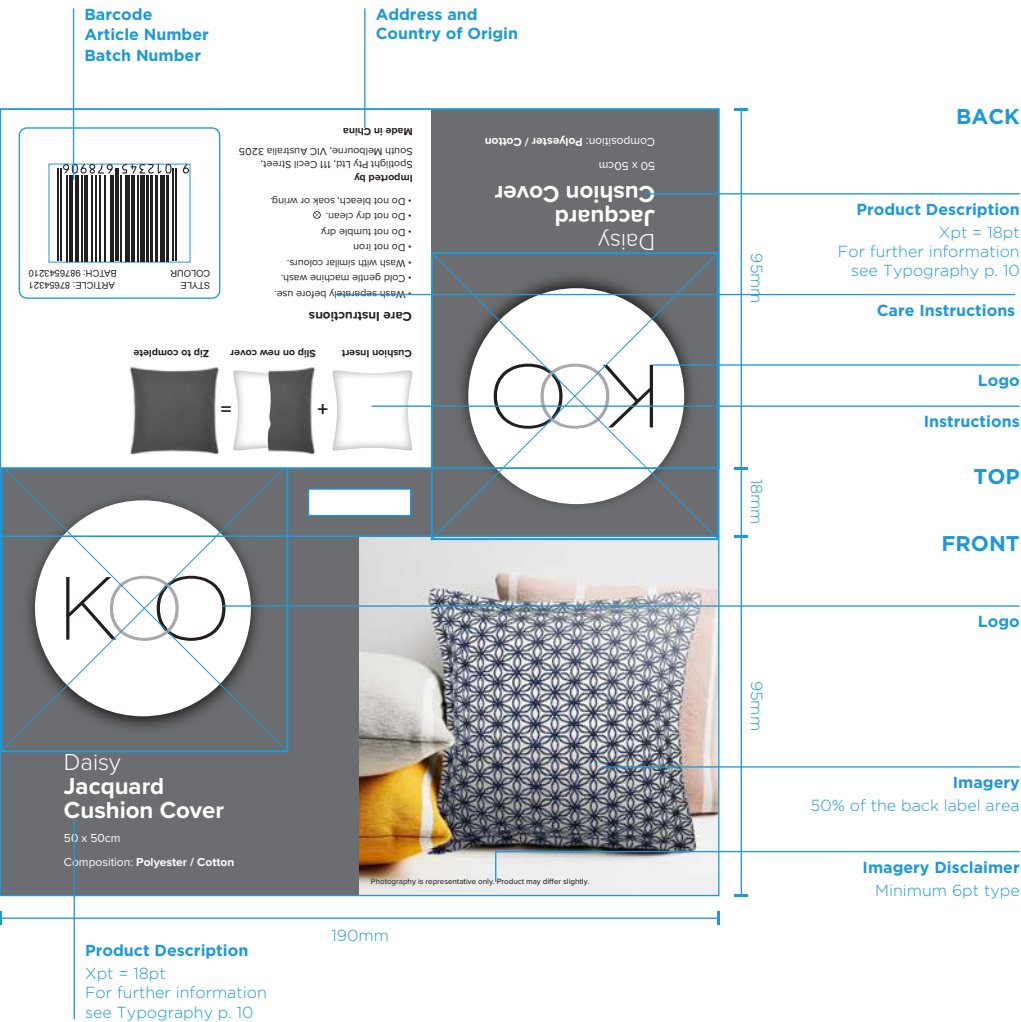 Barcode
Article Number
Batch Number
Address and
Country of Origin
BACK
Product Description
Xpt = 18pt
For further information
see Typography p. 10
Care Instructions
Logo
Instructions
TOP
FRONT
Logo
Imagery
50% of the back label area
Imagery Disclaimer
Minimum 6pt type
95mm
18mm
95mm
190mm
Product Description
Xpt = 18pt
For further information
see Typography p. 10
KOO
Daisy
Jacquard
Cushion Cover
50 x 50cm
Composition: Polyester / Cotton
Cushion Insert
+
Slip on new cover
=
Zip to complete
Care Instructions
• Wash separately before use.
• Cold gentle machine wash.
• Wash with similar colours.
• Do not iron
• Do not tumble dry
• Do not dry clean. ⊗
• Do not bleach, soak or wring.
Imported by
Spotlight Pty Ltd, 111 Cecil Street,
South Melbourne, VIC Australia 3205
Made in China
STYLE ARTICLE: 87654321
COLOUR BATCH: 9876543210
9 012345 678906
KOO
Daisy
Jacquard
Cushion Cover
50 x 50cm
Composition: Polyester / Cotton
Photography is representative only. Product may differ slightly.